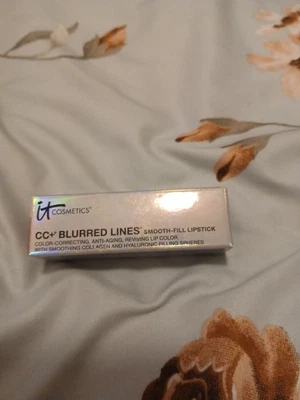 it COSMETICS®
CC+® BLURRED LINES® SMOOTH-FILL LIPSTICK
COLOR-CORRECTING, ANTI-AGING, REVIVING LIP COLOR
WITH SMOOTHING COLLAGEN AND HYALURONIC FILLING SPHERES